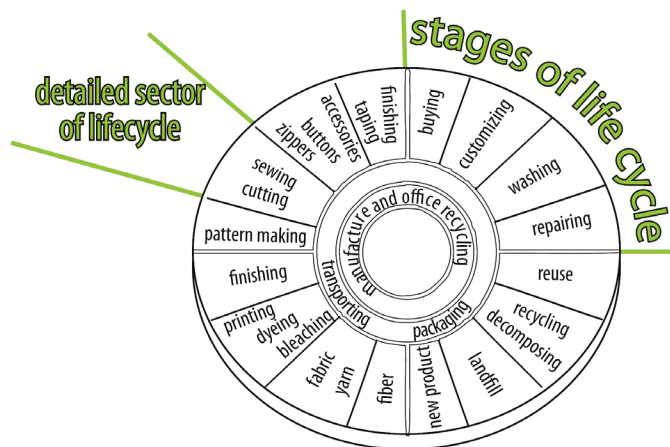 stages of life cycle
detailed sector
of lifecycle
buying
customizing
washing
repairing
reuse
recycling
decomposing
landfill
new product
fiber
fabric
yarn
printing
dyeing
bleaching
finishing
pattern making
sewing
cutting
zippers
buttons
accessories
taping
finishing
manufacture and office recycling
transporting
packaging